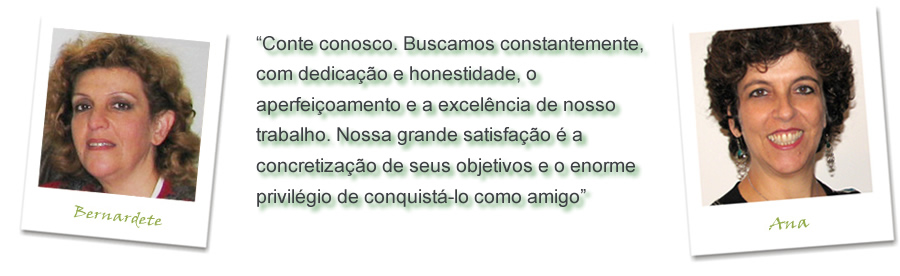 “Conte conosco. Buscamos constantemente,
com dedicação e honestidade, o
aperfeiçoamento e a excelência de nosso
trabalho. Nossa grande satisfação é a
concretização de seus objetivos e o enorme
privilégio de conquistá-lo como amigo”
Bernardete
Ana